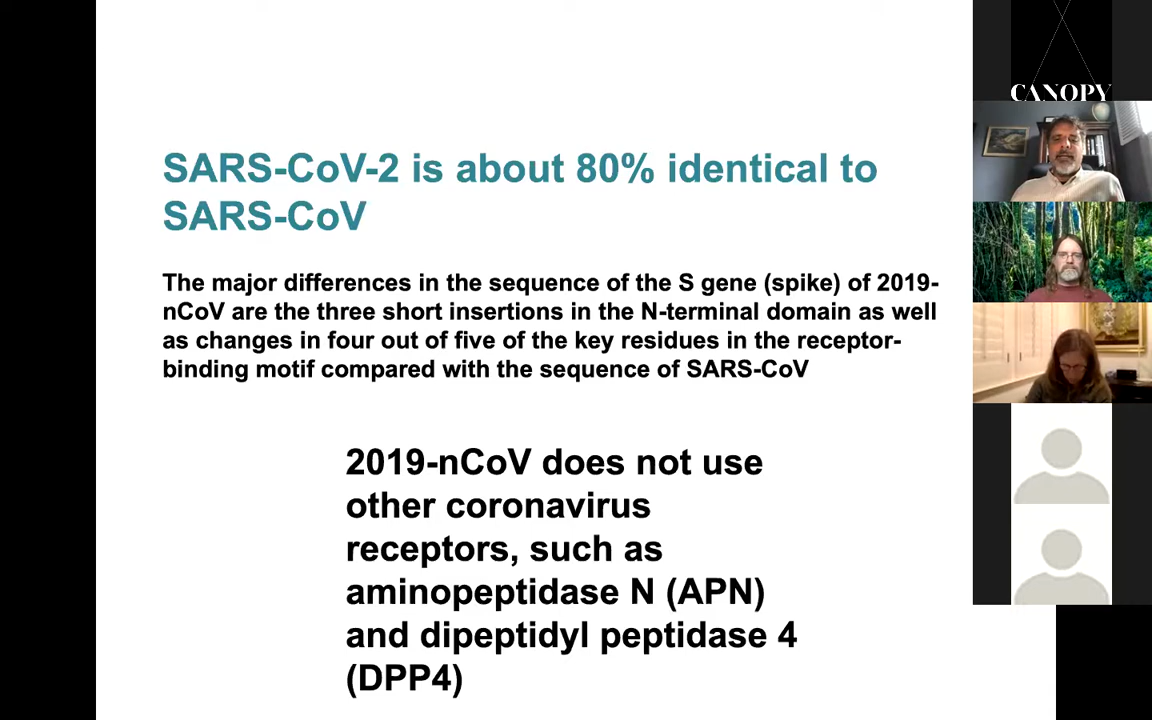 CANOPY
SARS-CoV-2 is about 80% identical to
SARS-CoV
The major differences in the sequence of the S gene (spike) of 2019-
nCoV are the three short insertions in the N-terminal domain as well
as changes in four out of five of the key residues in the receptor-
binding motif compared with the sequence of SARS-CoV
2019-nCoV does not use
other coronavirus
receptors, such as
aminopeptidase N (APN)
and dipeptidyl peptidase 4
(DPP4)